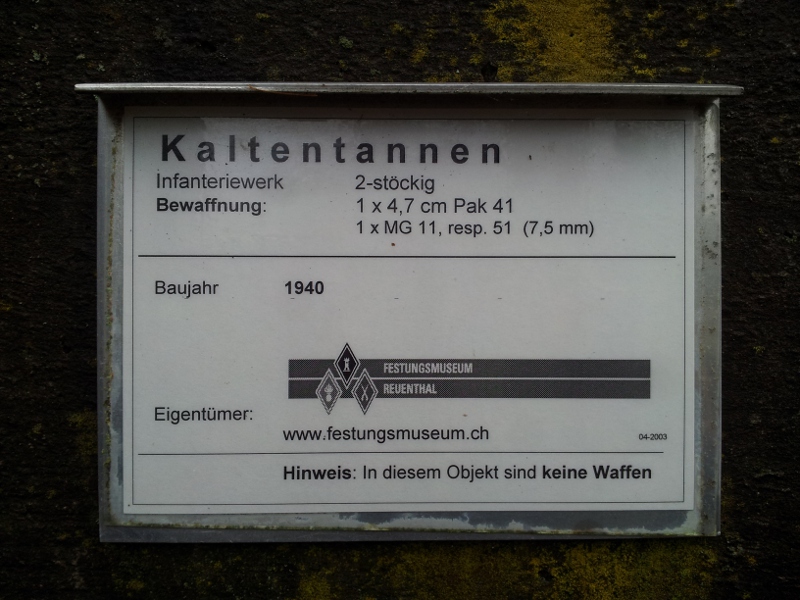 Kaltentannen
Infanteriewerk 2-stöckig
Bewaffnung: 1 x 4,7 cm Pak 41
1 x MG 11, resp. 51 (7,5 mm)
Baujahr 1940
FESTUNGSMUSEUM
REUENTHAL
Eigentümer:
www.festungsmuseum.ch
04-2003
Hinweis: In diesem Objekt sind keine Waffen